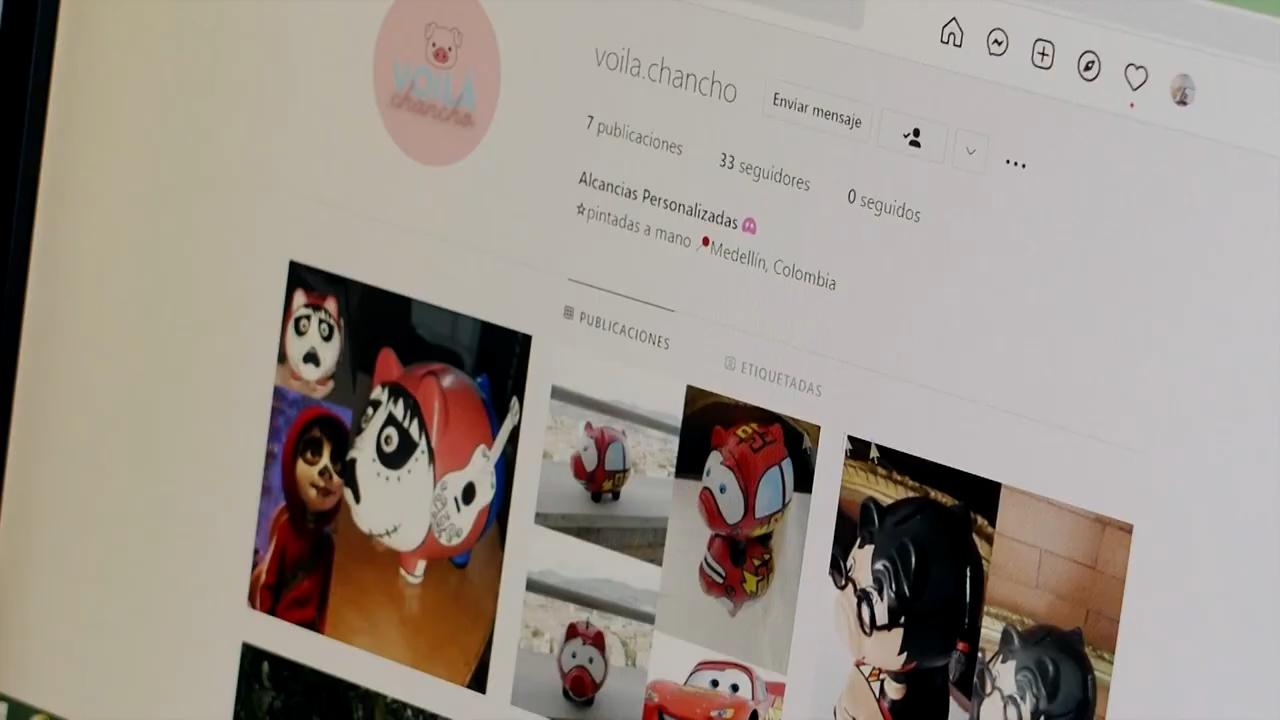 VOILÀ
chancho
voila.chancho
Enviar mensaje
7 publicaciones
33 seguidores
0 seguidos
Alcancias Personalizadas
☆pintadas a mano 📍Medellín, Colombia
PUBLICACIONES
ETIQUETADAS